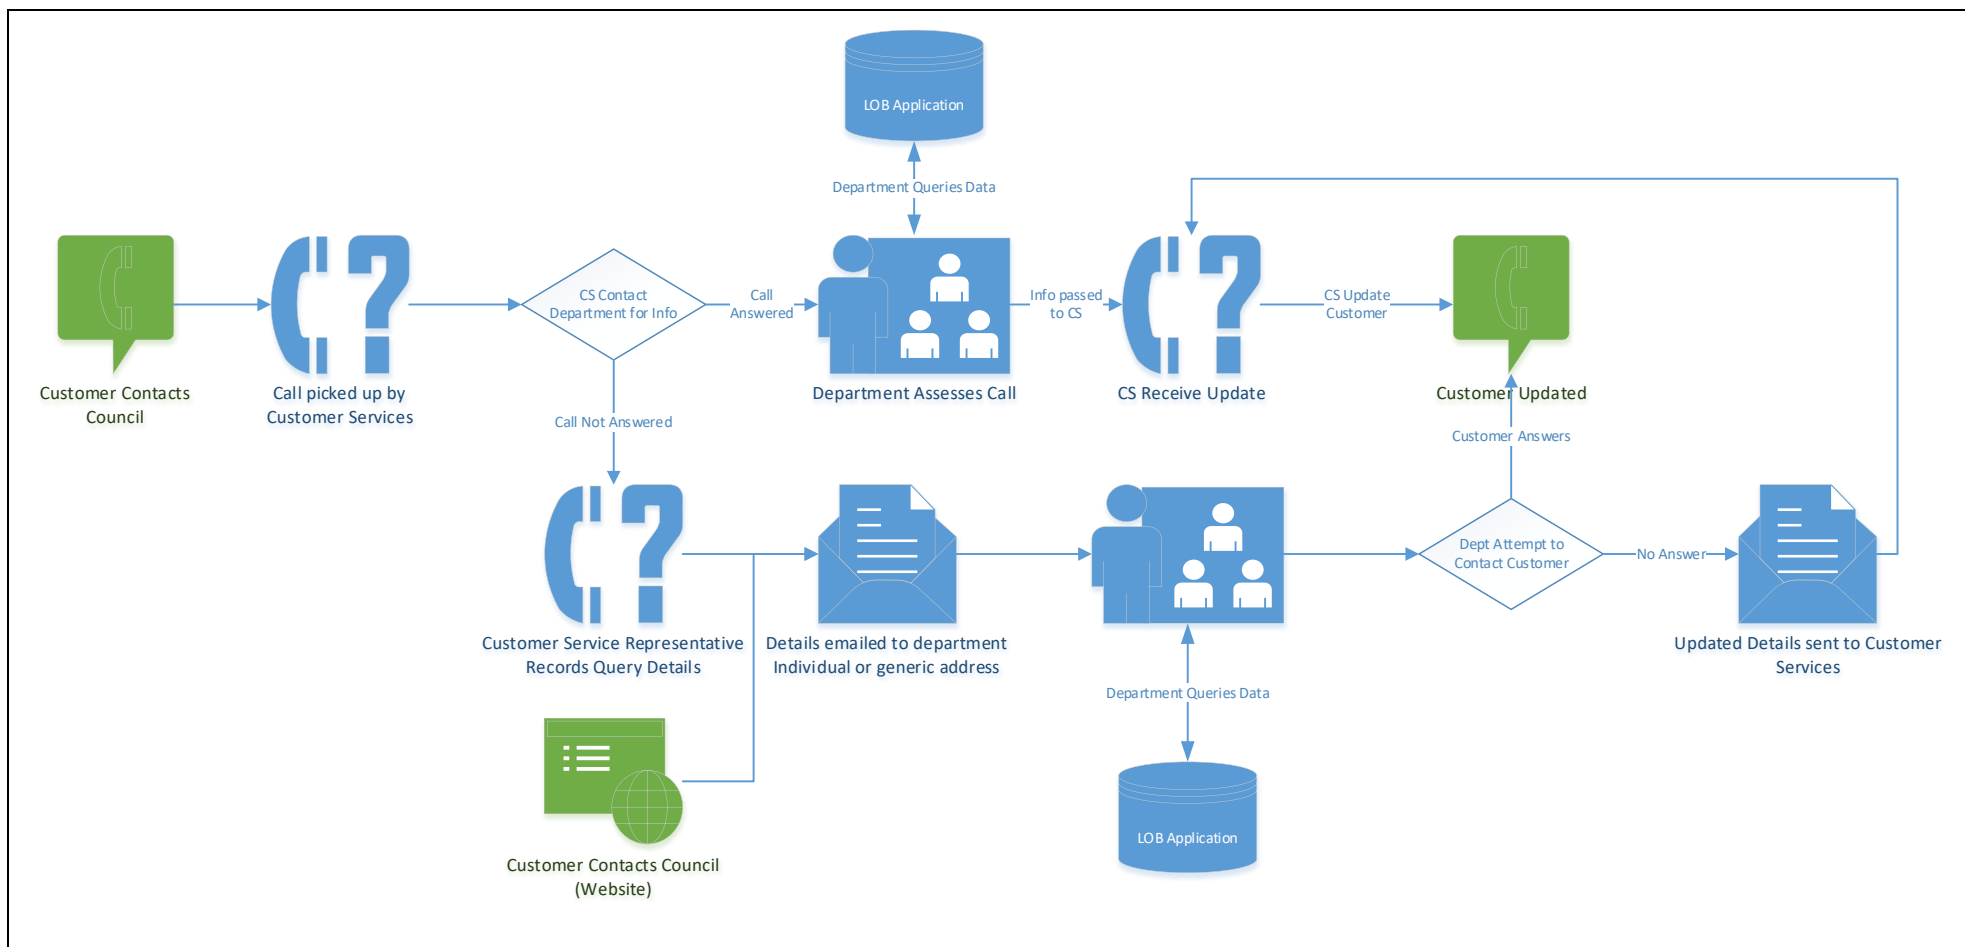 LOB Application
Department Queries Data
Customer Contacts
Council
Call picked up by
Customer Services
CS Contact
Department for Info
Call
Answered
Department Assesses Call
Info passed
to CS
CS Receive Update
CS Update
Customer
Customer Updated
Call Not Answered
Customer Answers
Customer Service Representative
Records Query Details
Details emailed to department
Individual or generic address
Dept Attempt to
Contact Customer
No Answer
Updated Details sent to Customer
Services
Department Queries Data
LOB Application
Customer Contacts Council
(Website)